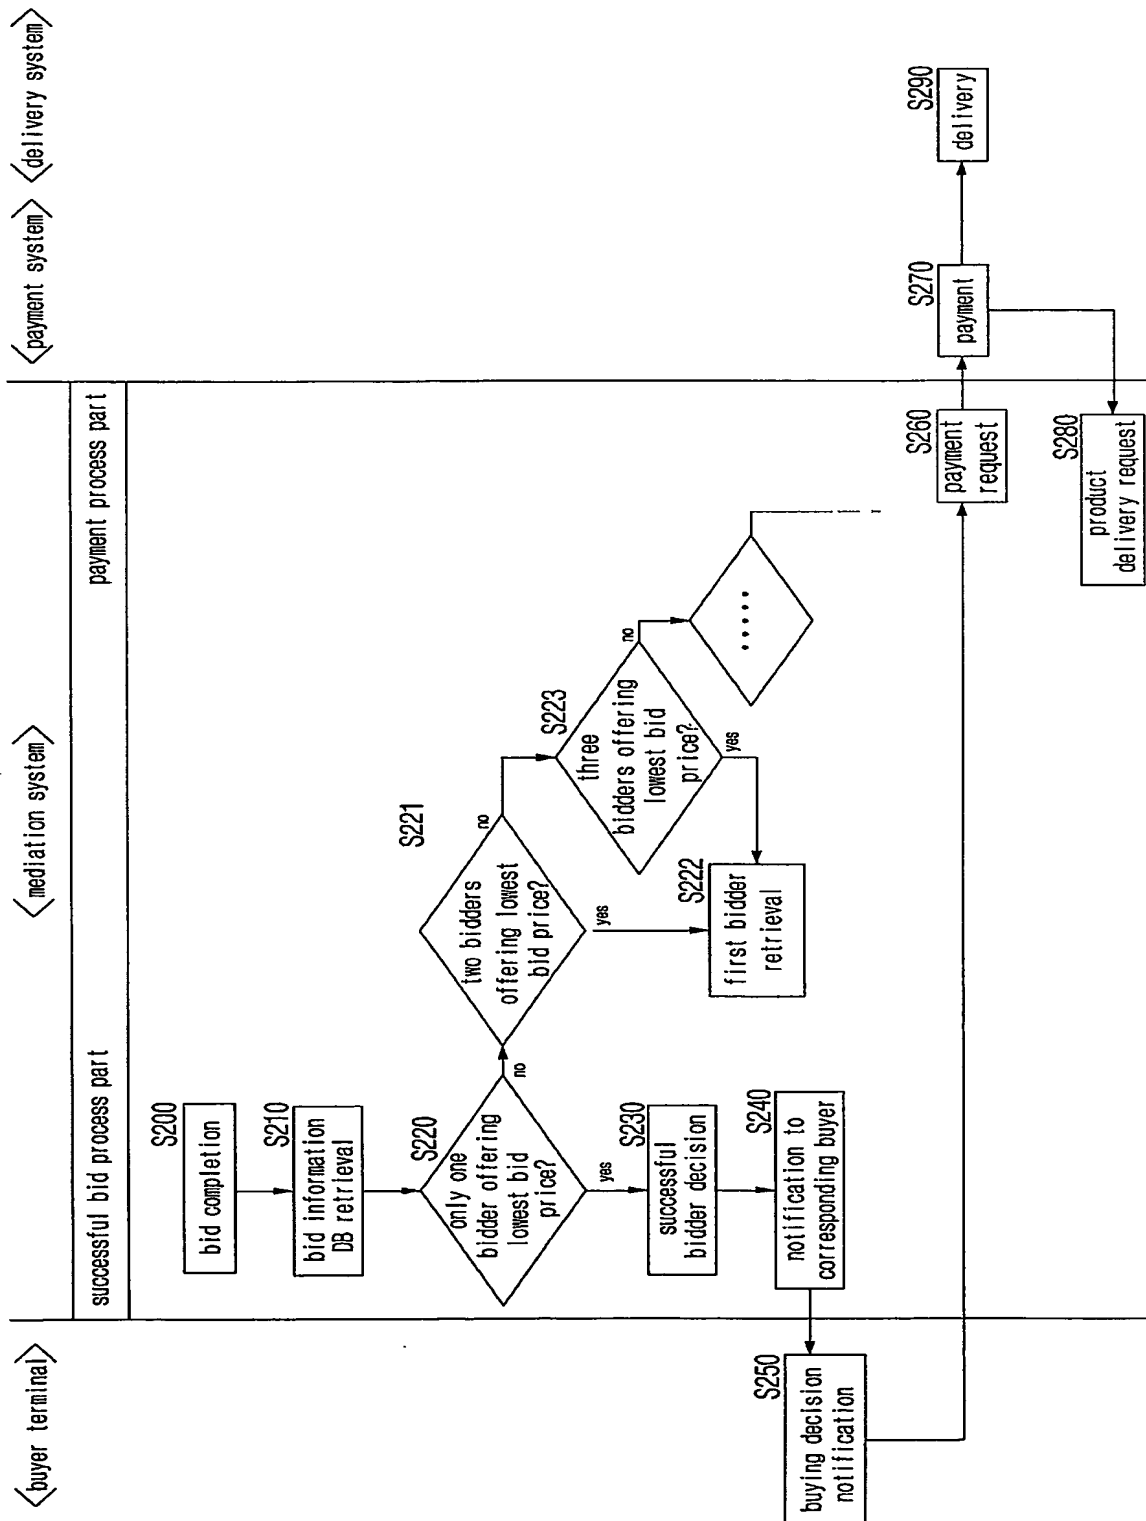 <buyer terminal>
<mediation system>
<payment system>
<delivery system>
successful bid process part
payment process part
S200
bid completion
S210
bid information
DB retrieval
S220
only one
bidder offering
lowest bid
price?
no
yes
S221
two bidders
offering lowest
bid price?
no
yes
S223
three
bidders offering
lowest bid
price?
no
yes
.....
S222
first bidder
retrieval
S230
successful
bidder decision
S240
notification to
corresponding buyer
S250
buying decision
notification
S260
payment
request
S270
payment
S280
product
delivery request
S290
delivery